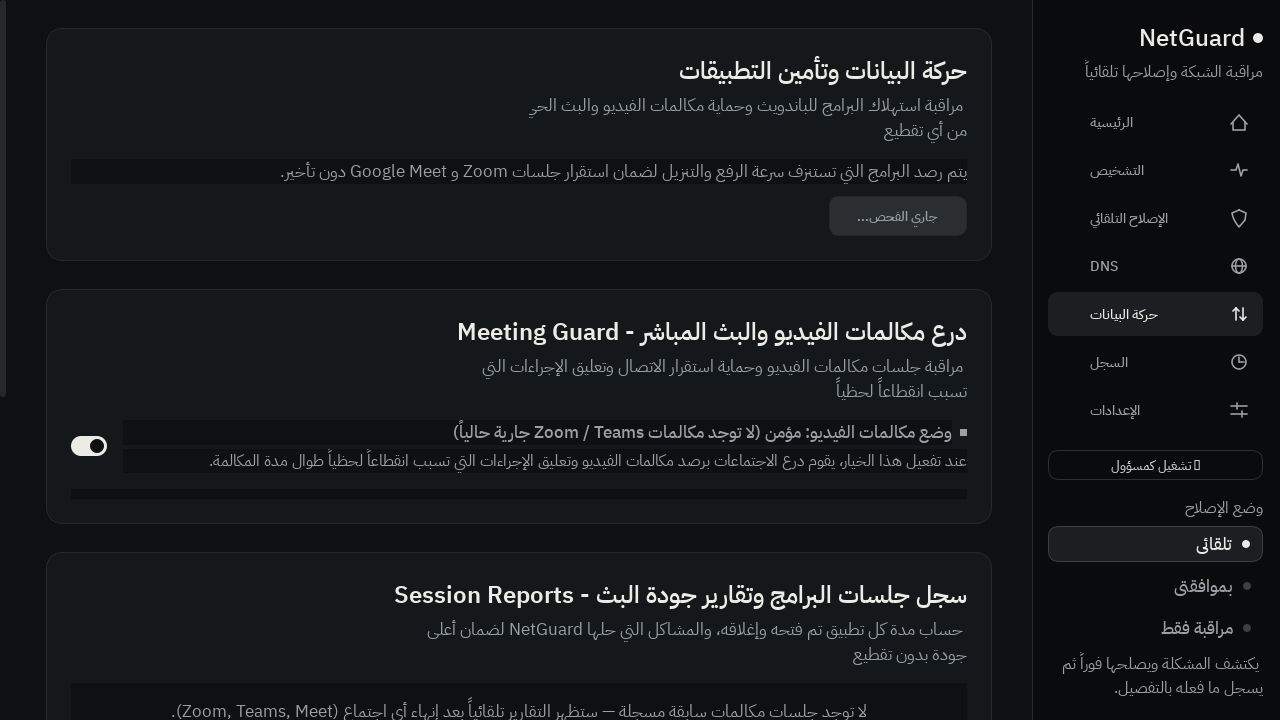 NetGuard
مراقبة الشبكة وإصلاحها تلقائياً
الرئيسية
التشخيص
الإصلاح التلقائي
DNS
حركة البيانات
السجل
الإعدادات
تشغيل كمسؤول
وضع الإصلاح
تلقائي
بموافقتي
مراقبة فقط
يكتشف المشكلة ويصلحها فوراً ثم
يسجل ما فعله بالتفصيل.
حركة البيانات وتأمين التطبيقات
مراقبة استهلاك البرامج للباندويث وحماية مكالمات الفيديو والبث الحي
من أي تقطيع
يتم رصد البرامج التي تستنزف سرعة الرفع والتنزيل لضمان استقرار جلسات Zoom و Google Meet دون تأخير.
جاري الفحص...
درع مكالمات الفيديو والبث المباشر - Meeting Guard
مراقبة جلسات مكالمات الفيديو وحماية استقرار الاتصال وتعليق الإجراءات التي
تسبب انقطاعاً لحظياً
وضع مكالمات الفيديو: مؤمن (لا توجد مكالمات Zoom / Teams جارية حالياً)
عند تفعيل هذا الخيار، يقوم درع الاجتماعات برصد مكالمات الفيديو وتعليق الإجراءات التي تسبب انقطاعاً لحظياً طوال مدة المكالمة.
سجل جلسات البرامج وتقارير جودة البث - Session Reports
حساب مدة كل تطبيق تم فتحه وإغلاقه، والمشاكل التي حلها NetGuard لضمان أعلى
جودة بدون تقطيع
لا توجد جلسات مكالمات سابقة مسجلة — ستظهر التقارير تلقائياً بعد إنهاء أي اجتماع (Zoom, Teams, Meet).